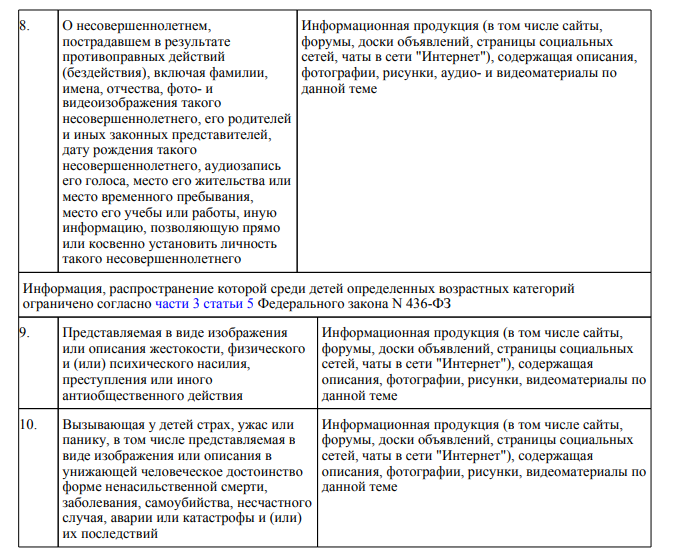 8.
О несовершеннолетнем,
пострадавшем в результате
противоправных действий
(бездействия), включая фамилии,
имена, отчества, фото- и
видеоизображения такого
несовершеннолетнего, его родителей
и иных законных представителей,
дату рождения такого
несовершеннолетнего, аудиозапись
его голоса, место его жительства или
место временного пребывания,
место его учебы или работы, иную
информацию, позволяющую прямо
или косвенно установить личность
такого несовершеннолетнего
Информационная продукция (в том числе сайты,
форумы, доски объявлений, страницы социальных
сетей, чаты в сети "Интернет"), содержащая описания,
фотографии, рисунки, аудио- и видеоматериалы по
данной теме
Информация, распространение которой среди детей определенных возрастных категорий
ограничено согласно части 3 статьи 5 Федерального закона N 436-ФЗ
9.
Представляемая в виде изображения
или описания жестокости, физического
и (или) психического насилия,
преступления или иного
антиобщественного действия
Информационная продукция (в том числе сайты,
форумы, доски объявлений, страницы социальных
сетей, чаты в сети "Интернет"), содержащая
описания, фотографии, рисунки, видеоматериалы по
данной теме
10.
Вызывающая у детей страх, ужас или
панику, в том числе представляемая в
виде изображения или описания в
унижающей человеческое достоинство
форме ненасильственной смерти,
заболевания, самоубийства, несчастного
случая, аварии или катастрофы и (или)
их последствий
Информационная продукция (в том числе сайты,
форумы, доски объявлений, страницы социальных
сетей, чаты в сети "Интернет"), содержащая
описания, фотографии, рисунки, видеоматериалы по
данной теме